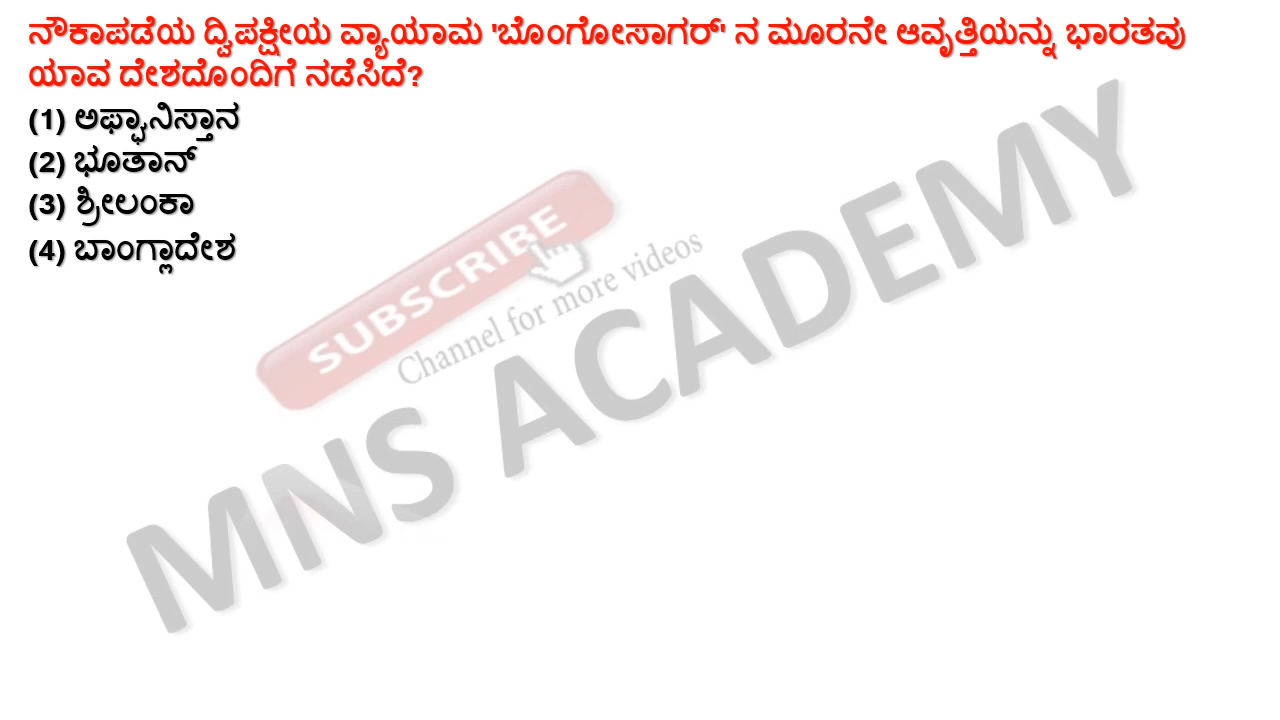 ನೌಕಾಪಡೆಯ ದ್ವಿಪಕ್ಷೀಯ ವ್ಯಾಯಾಮ 'ಬೊಂಗೋಸಾಗರ್' ನ ಮೂರನೇ ಆವೃತ್ತಿಯನ್ನು ಭಾರತವು
ಯಾವ ದೇಶದೊಂದಿಗೆ ನಡೆಸಿದೆ?
(1) ಅಫ್ಘಾನಿಸ್ತಾನ
(2) ಭೂತಾನ್
(3) ಶ್ರೀಲಂಕಾ
(4) ಬಾಂಗ್ಲಾದೇಶ
SUBSCRIBE
Channel for more videos
MNS ACADEMY